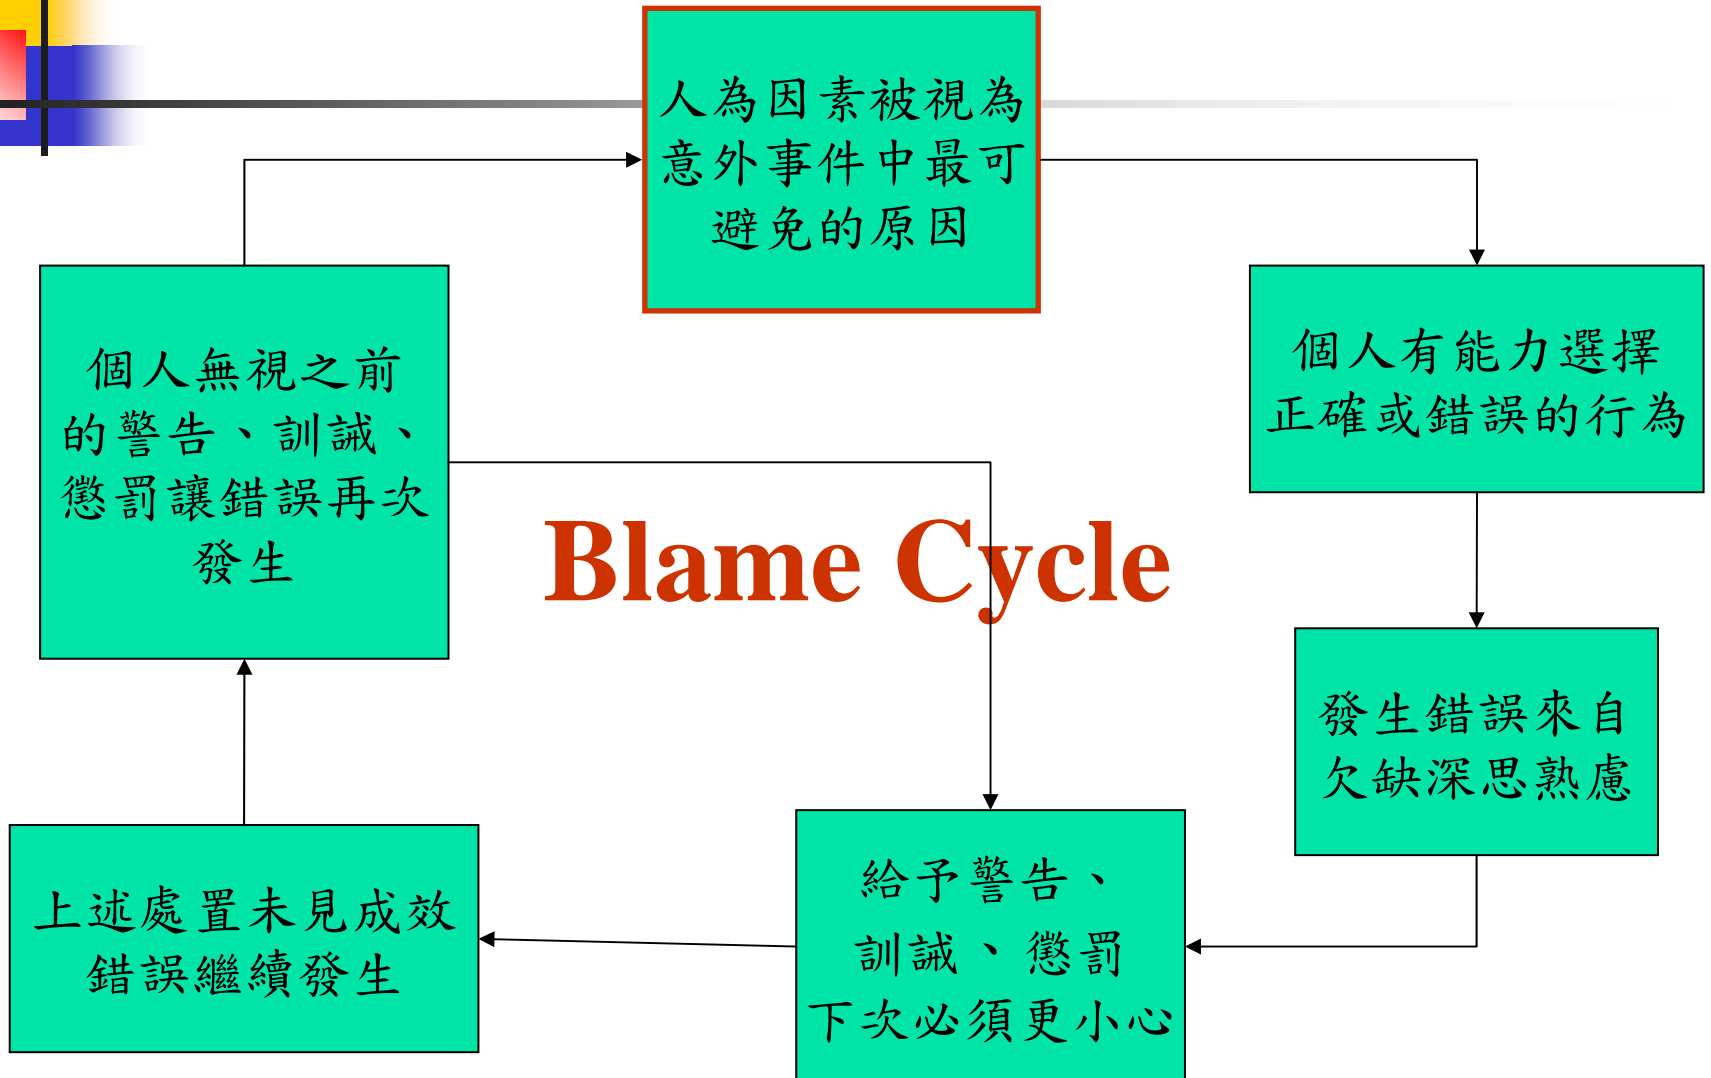 人為因素被視為
意外事件中最可
避免的原因
個人有能力選擇
正確或錯誤的行為
發生錯誤來自
欠缺深思熟慮
給予警告、
訓誡、懲罰
下次必須更小心
上述處置未見成效
錯誤繼續發生
個人無視之前
的警告、訓誡、
懲罰讓錯誤再次
發生
Blame Cycle